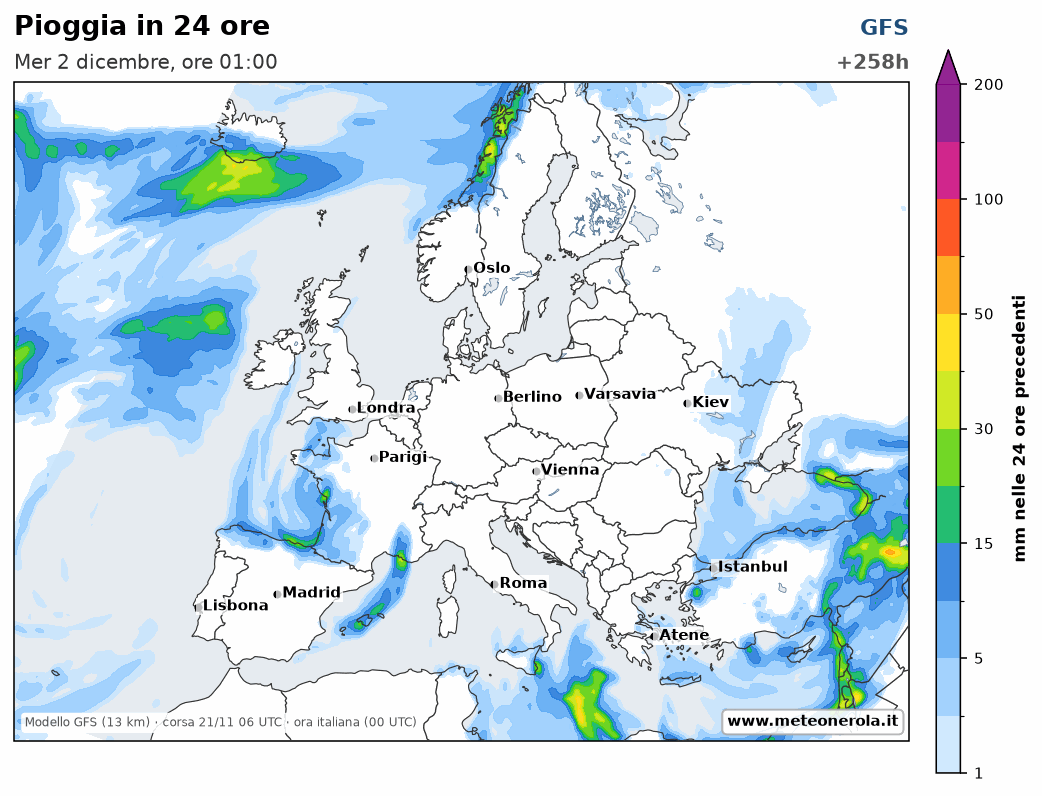 Pioggia in 24 ore
GFS
Mer 2 dicembre, ore 01:00
+258h
200
100
50
30
15
5
1
mm nelle 24 ore precedenti
Oslo
Berlino
Varsavia
Kiev
Londra
Parigi
Vienna
Istanbul
Roma
Madrid
Lisbona
Atene
Modello GFS (13 km) · corsa 21/11 06 UTC · ora italiana (00 UTC)
www.meteonerola.it